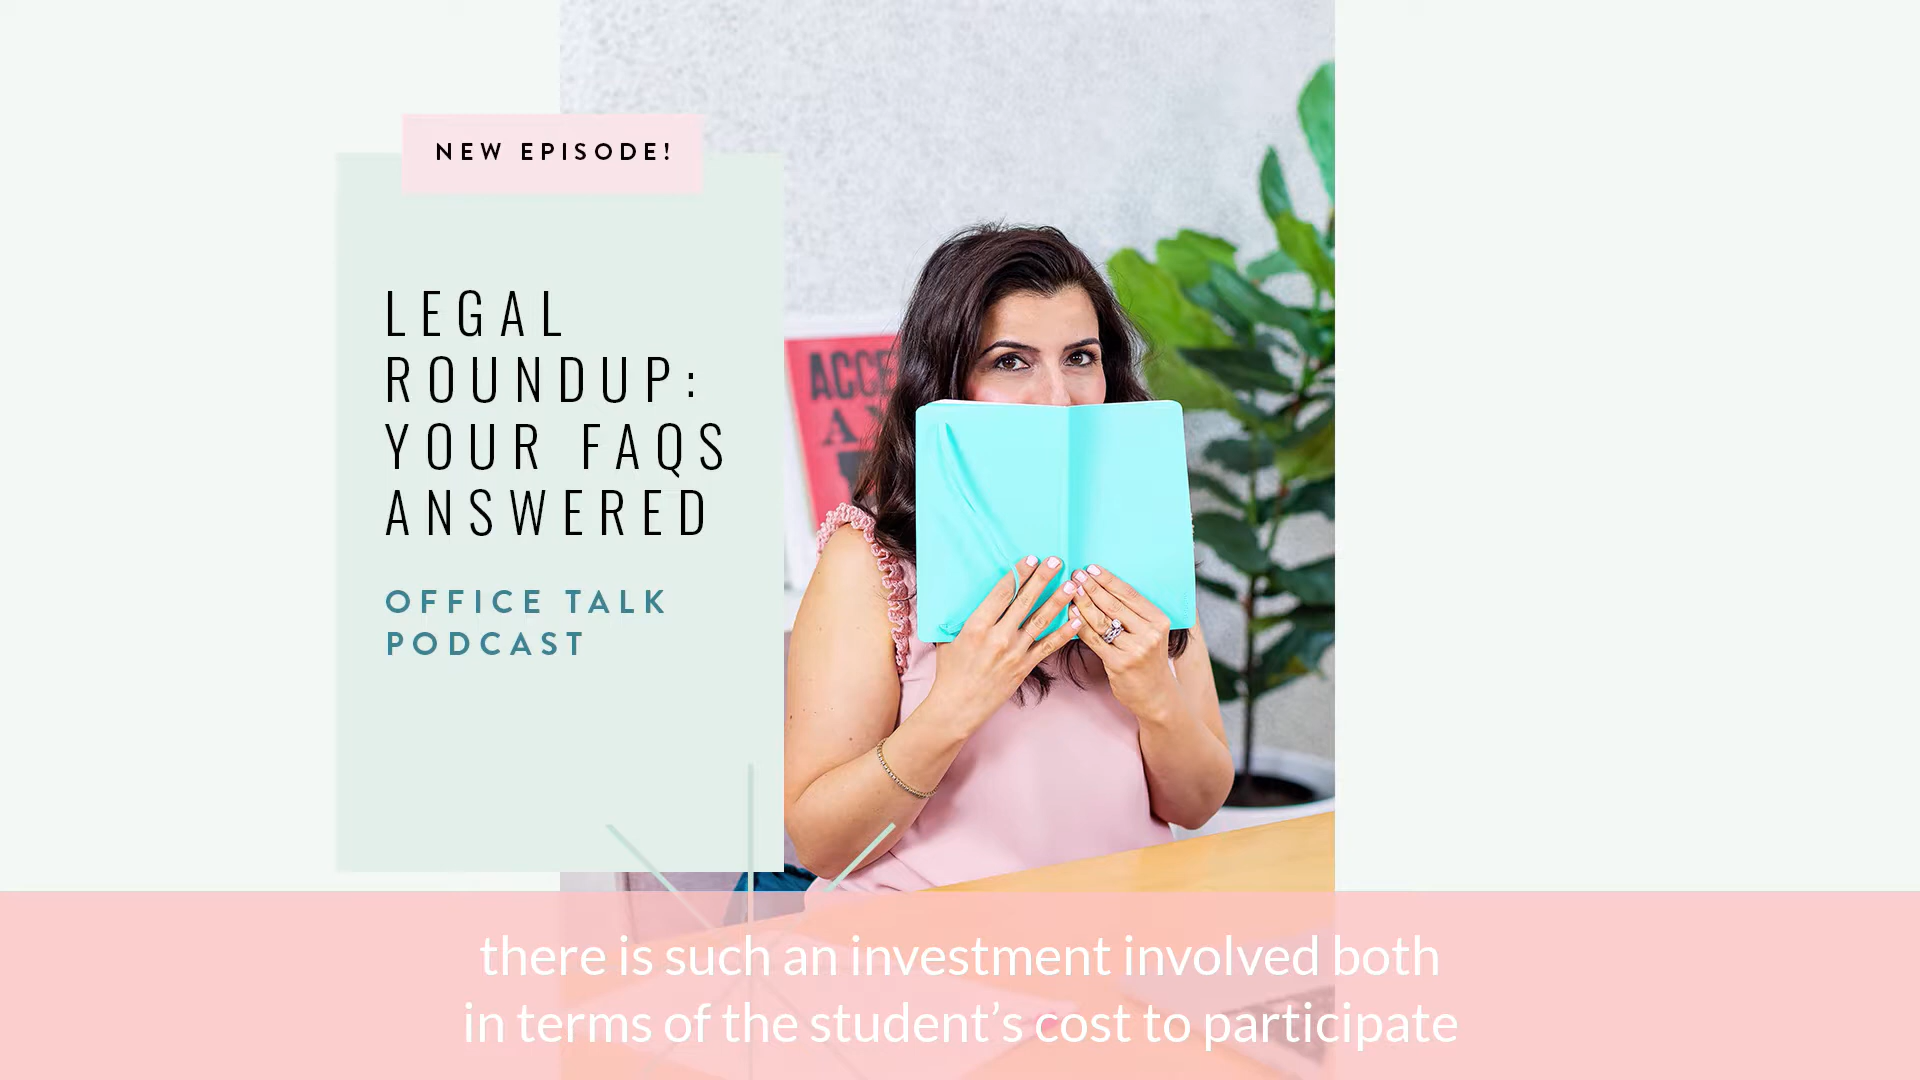 NEW EPISODE!
LEGAL
ROUNDUP:
YOUR FAQS
ANSWERED
OFFICE TALK
PODCAST
ACCE
A
there is such an investment involved both
in terms of the student’s cost to participate